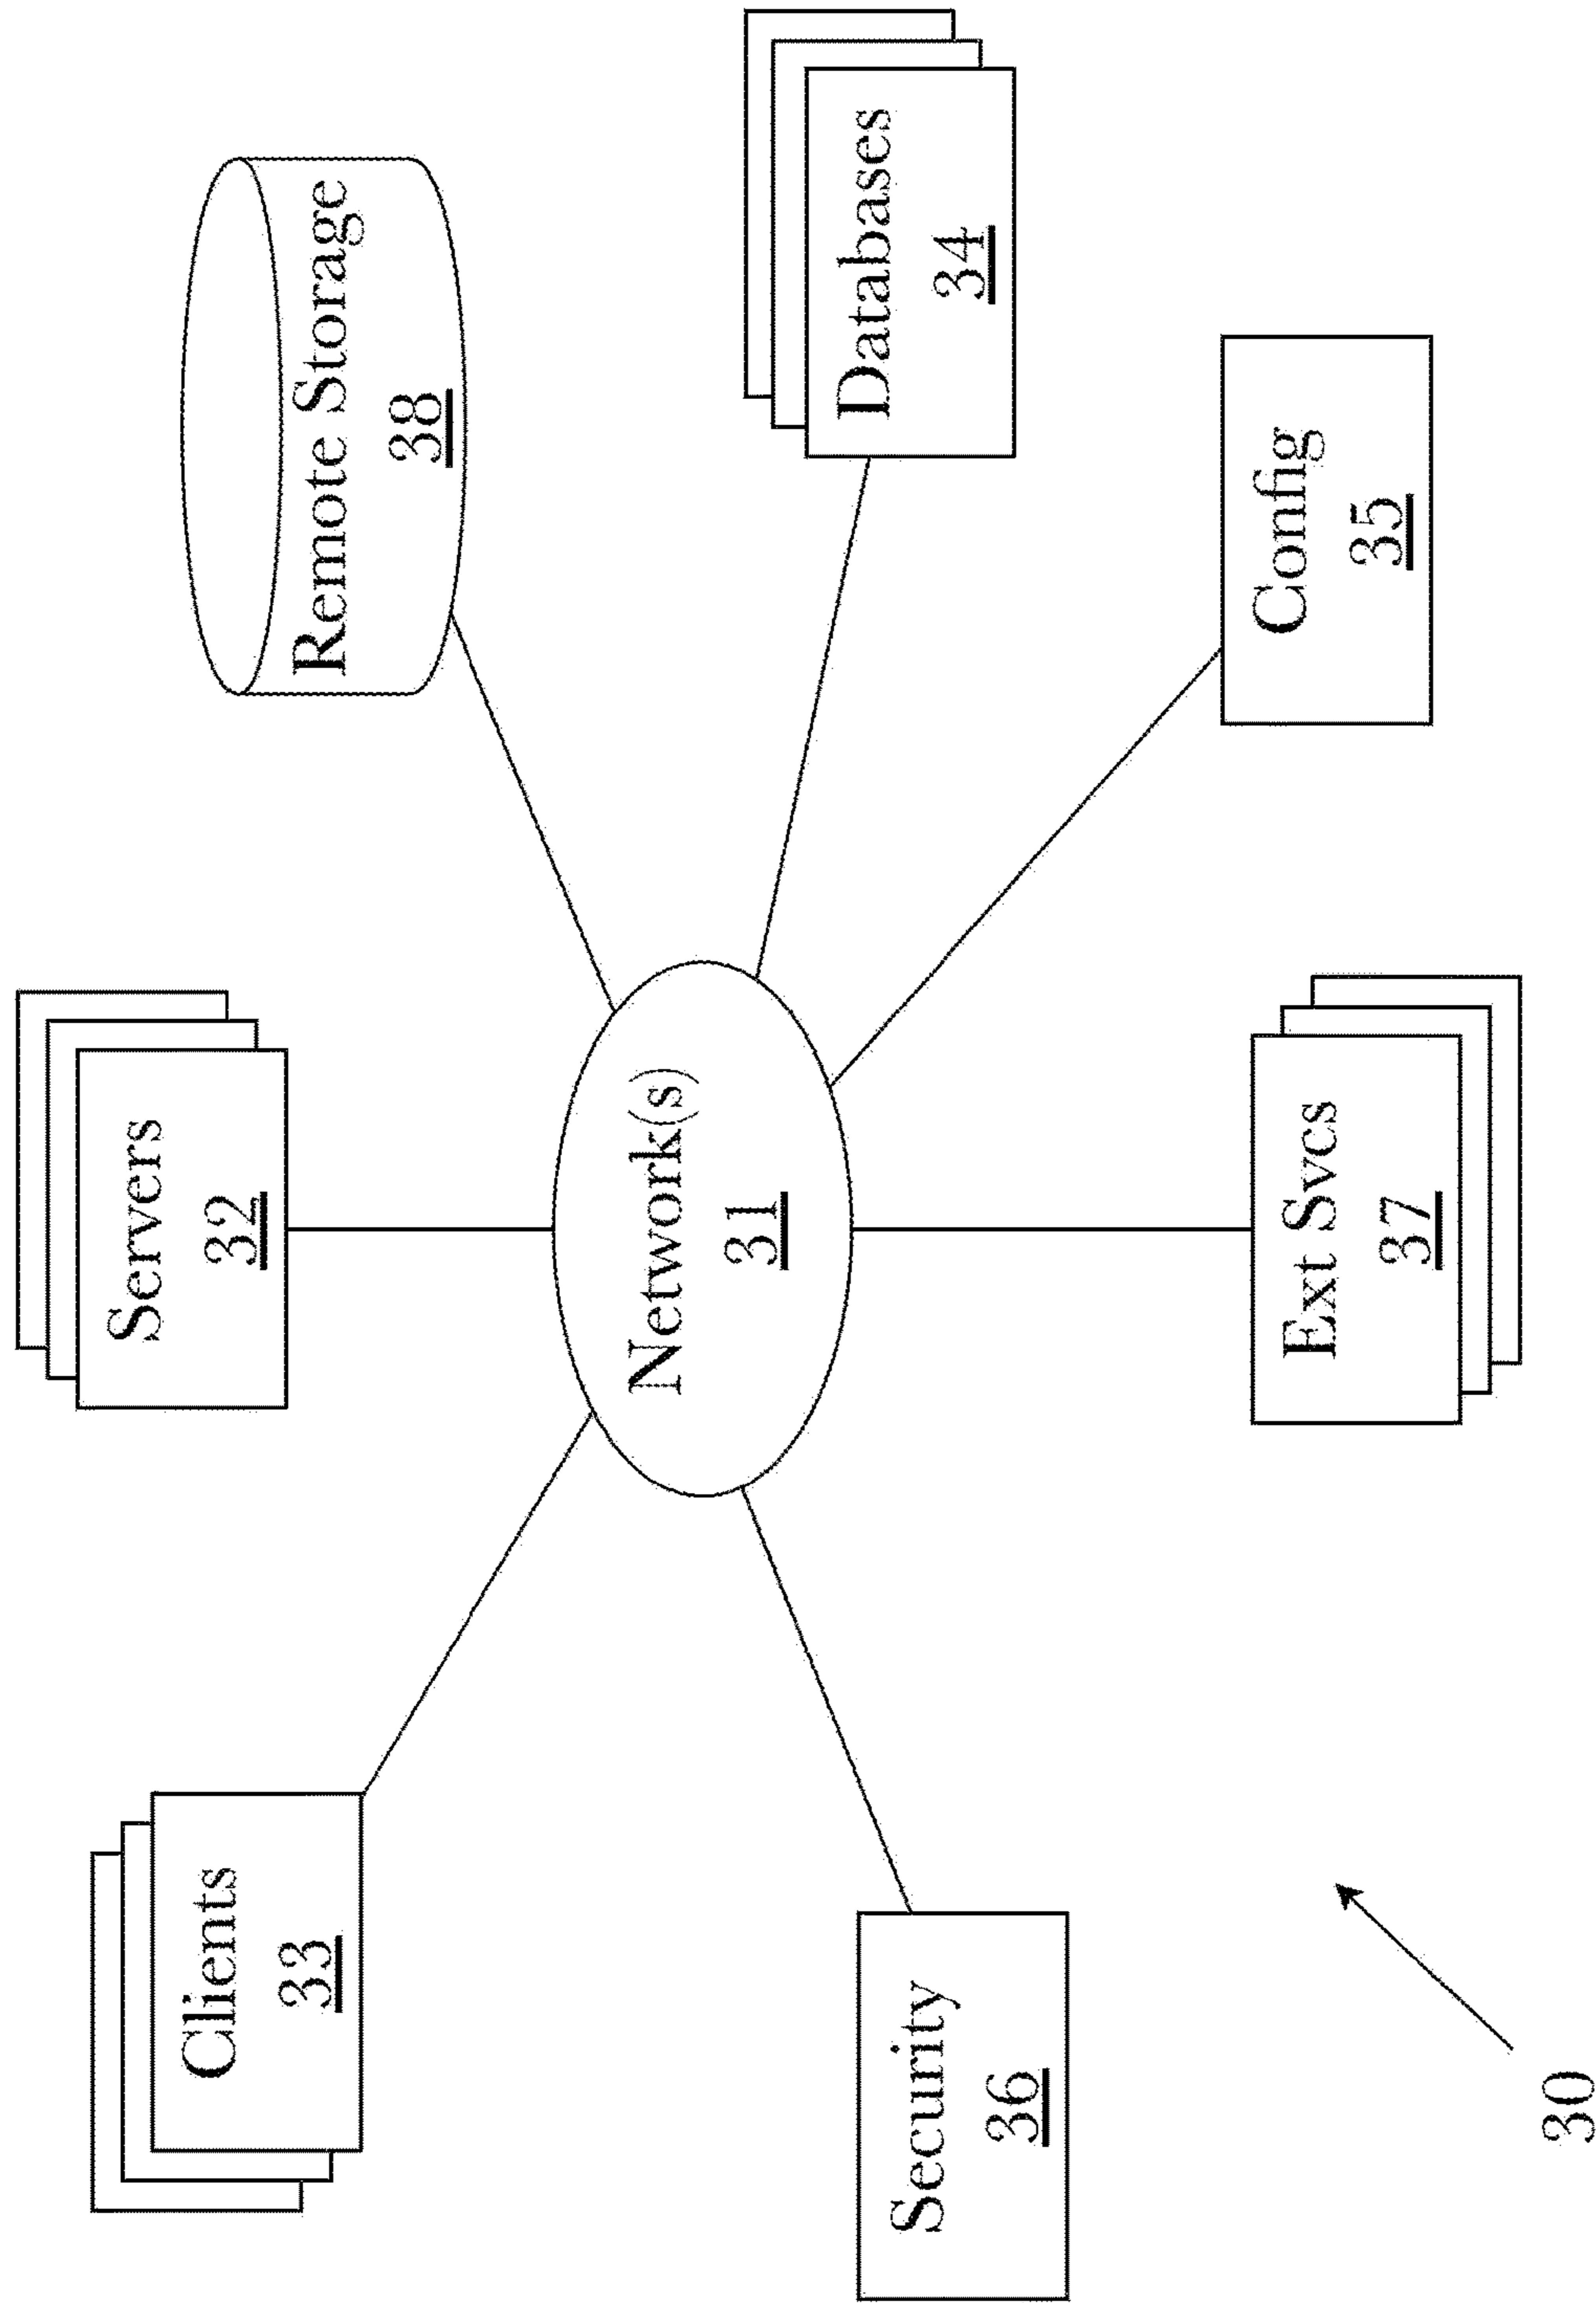 Servers
32
Clients
33
Remote Storage
38
Network(s)
31
Databases
34
Security
36
Ext Svcs
37
Config
35
30